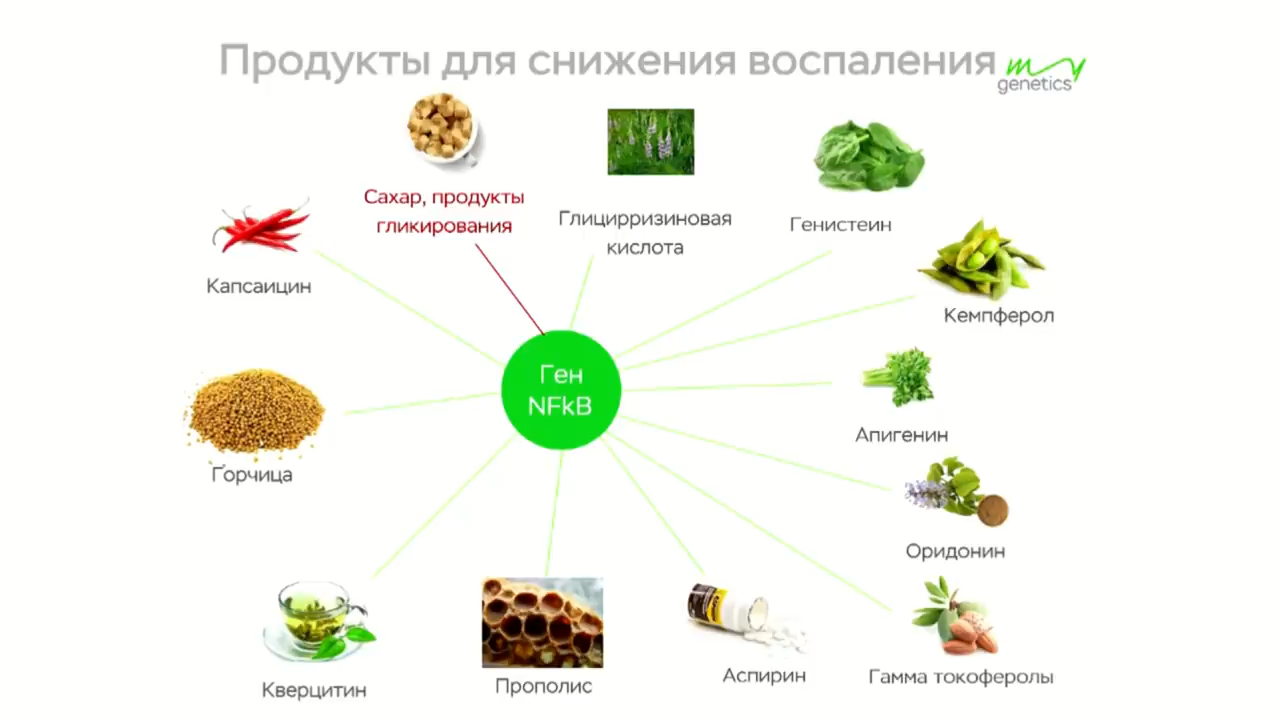 Продукты для снижения воспаления
my
genetics
Сахар, продукты
гликирования
Глицирризиновая
кислота
Генистеин
Капсаицин
Кемпферол
Ген
NFkB
Апигенин
Горчица
Оридонин
Кверцитин
Прополис
Аспирин
Гамма токоферолы